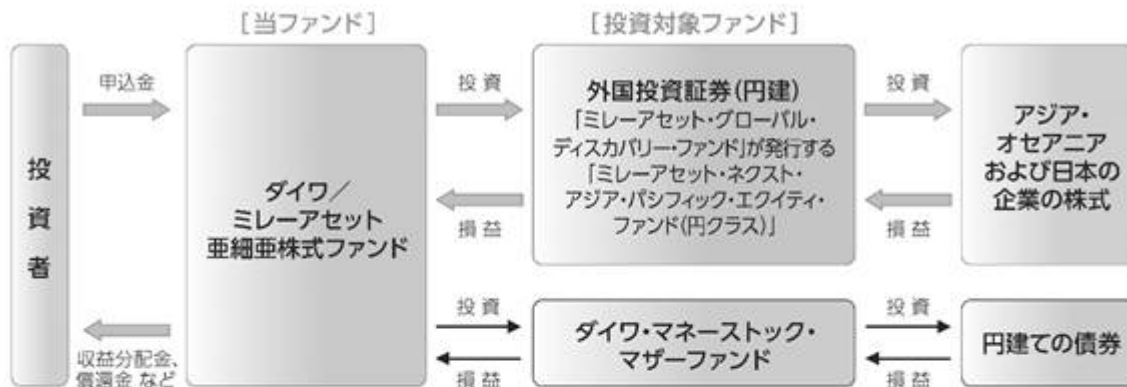 [当ファンド]
[投資対象ファンド]
投資者
申込金
収益分配金、
償還金 など
ダイワ／
ミレーアセット
亜細亜株式ファンド
投 資
損 益
外国投資証券(円建)
「ミレーアセット・グローバル・
ディスカバリー・ファンド」が発行する
「ミレーアセット・ネクスト・
アジア・パシフィック・エクイティ・
ファンド(円クラス)」
投 資
損 益
アジア・
オセアニア
および日本の
企業の株式
投 資
損 益
ダイワ・マネーストック・
マザーファンド
投 資
損 益
円建ての債券